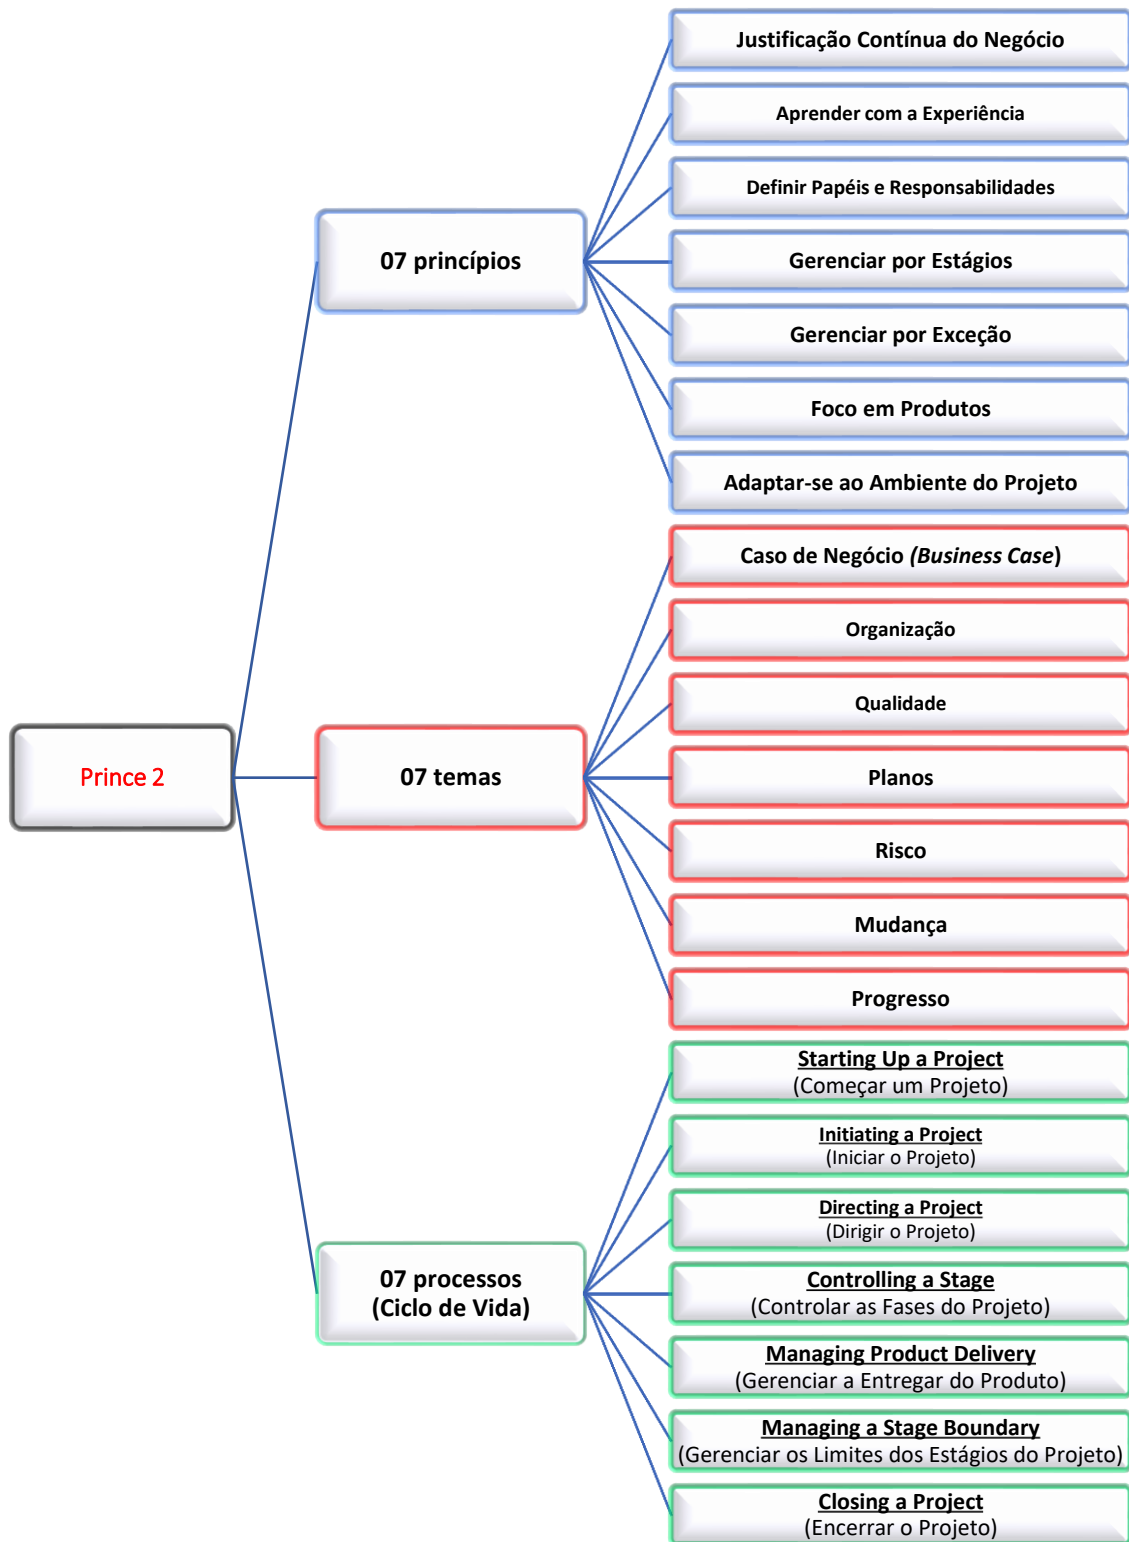 Prince 2
07 princípios
Justificação Contínua do Negócio
Aprender com a Experiência
Definir Papéis e Responsabilidades
Gerenciar por Estágios
Gerenciar por Exceção
Foco em Produtos
Adaptar-se ao Ambiente do Projeto
07 temas
Caso de Negócio (Business Case)
Organização
Qualidade
Planos
Risco
Mudança
Progresso
07 processos
(Ciclo de Vida)
Starting Up a Project
(Começar um Projeto)
Initiating a Project
(Iniciar o Projeto)
Directing a Project
(Dirigir o Projeto)
Controlling a Stage
(Controlar as Fases do Projeto)
Managing Product Delivery
(Gerenciar a Entregar do Produto)
Managing a Stage Boundary
(Gerenciar os Limites dos Estágios do Projeto)
Closing a Project
(Encerrar o Projeto)